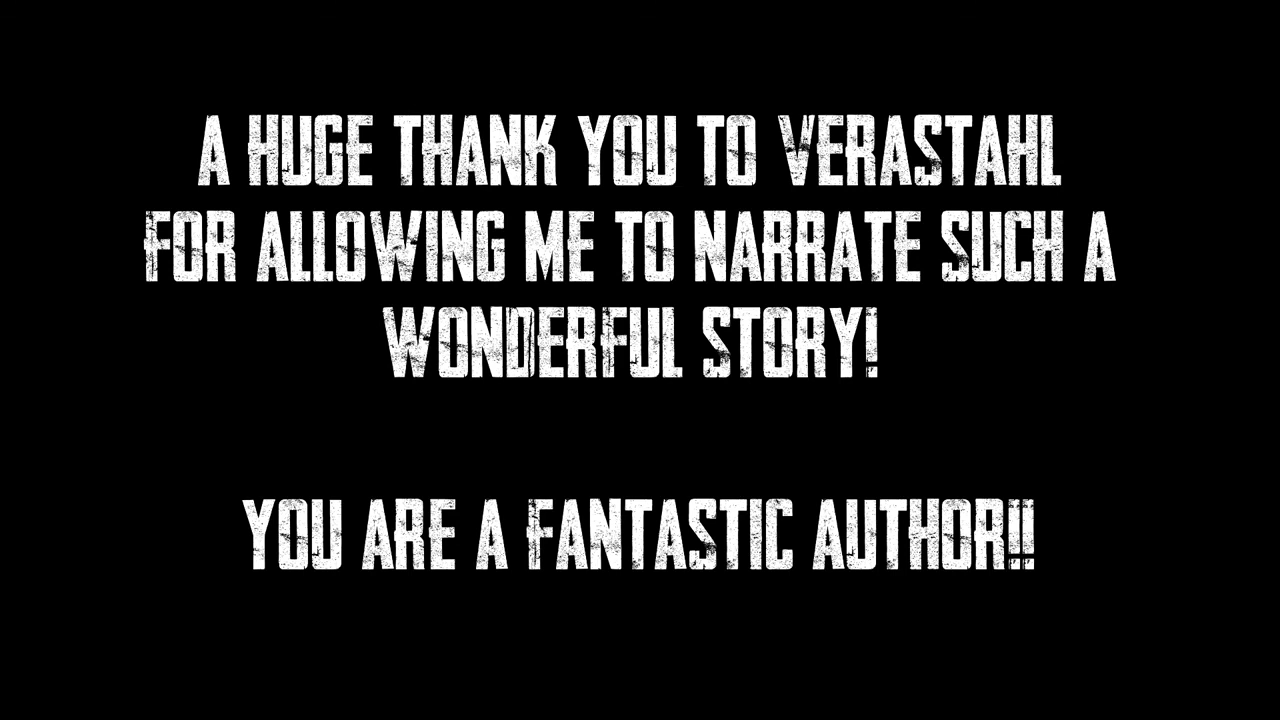 A HUGE THANK YOU TO VERASTAHL
FOR ALLOWING ME TO NARRATE SUCH A
WONDERFUL STORY!
YOU ARE A FANTASTIC AUTHOR!!